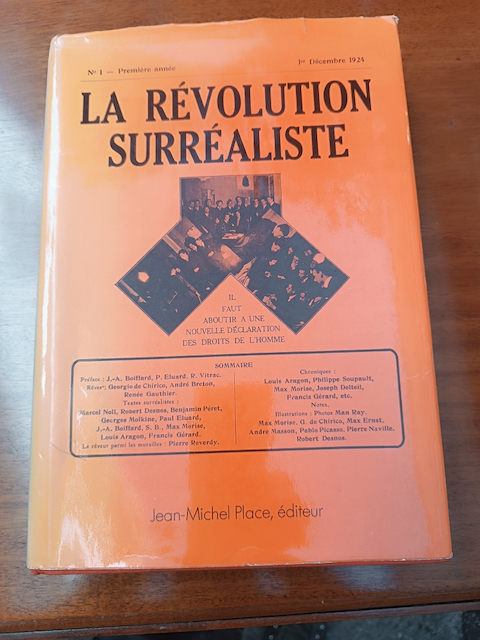 N° 1 — Première année
1er Décembre 1924
LA RÉVOLUTION
SURRÉALISTE
IL
FAUT
ABOUTIR A UNE
NOUVELLE DÉCLARATION
DES DROITS DE L'HOMME
SOMMAIRE
Préface : J.-A. Boiffard, P. Eluard, R. Vitrac.
Rêves : Georgio de Chirico, André Breton,
Renée Gauthier.
Textes surréalistes :
Marcel Noll, Robert Desnos, Benjamin Péret,
Georges Malkine, Paul Eluard,
J.-A. Boiffard, S. B., Max Morise,
Louis Aragon, Francis Gérard.
Le rêveur parmi les murailles : Pierre Reverdy.
Chroniques :
Louis Aragon, Philippe Soupault,
Max Morise, Joseph Delteil,
Francis Gérard, etc.
Notes.
Illustrations : Photos Man Ray.
Max Morise, G. de Chirico, Max Ernst,
André Masson, Pablo Picasso, Pierre Naville,
Robert Desnos.
Jean-Michel Place, éditeur